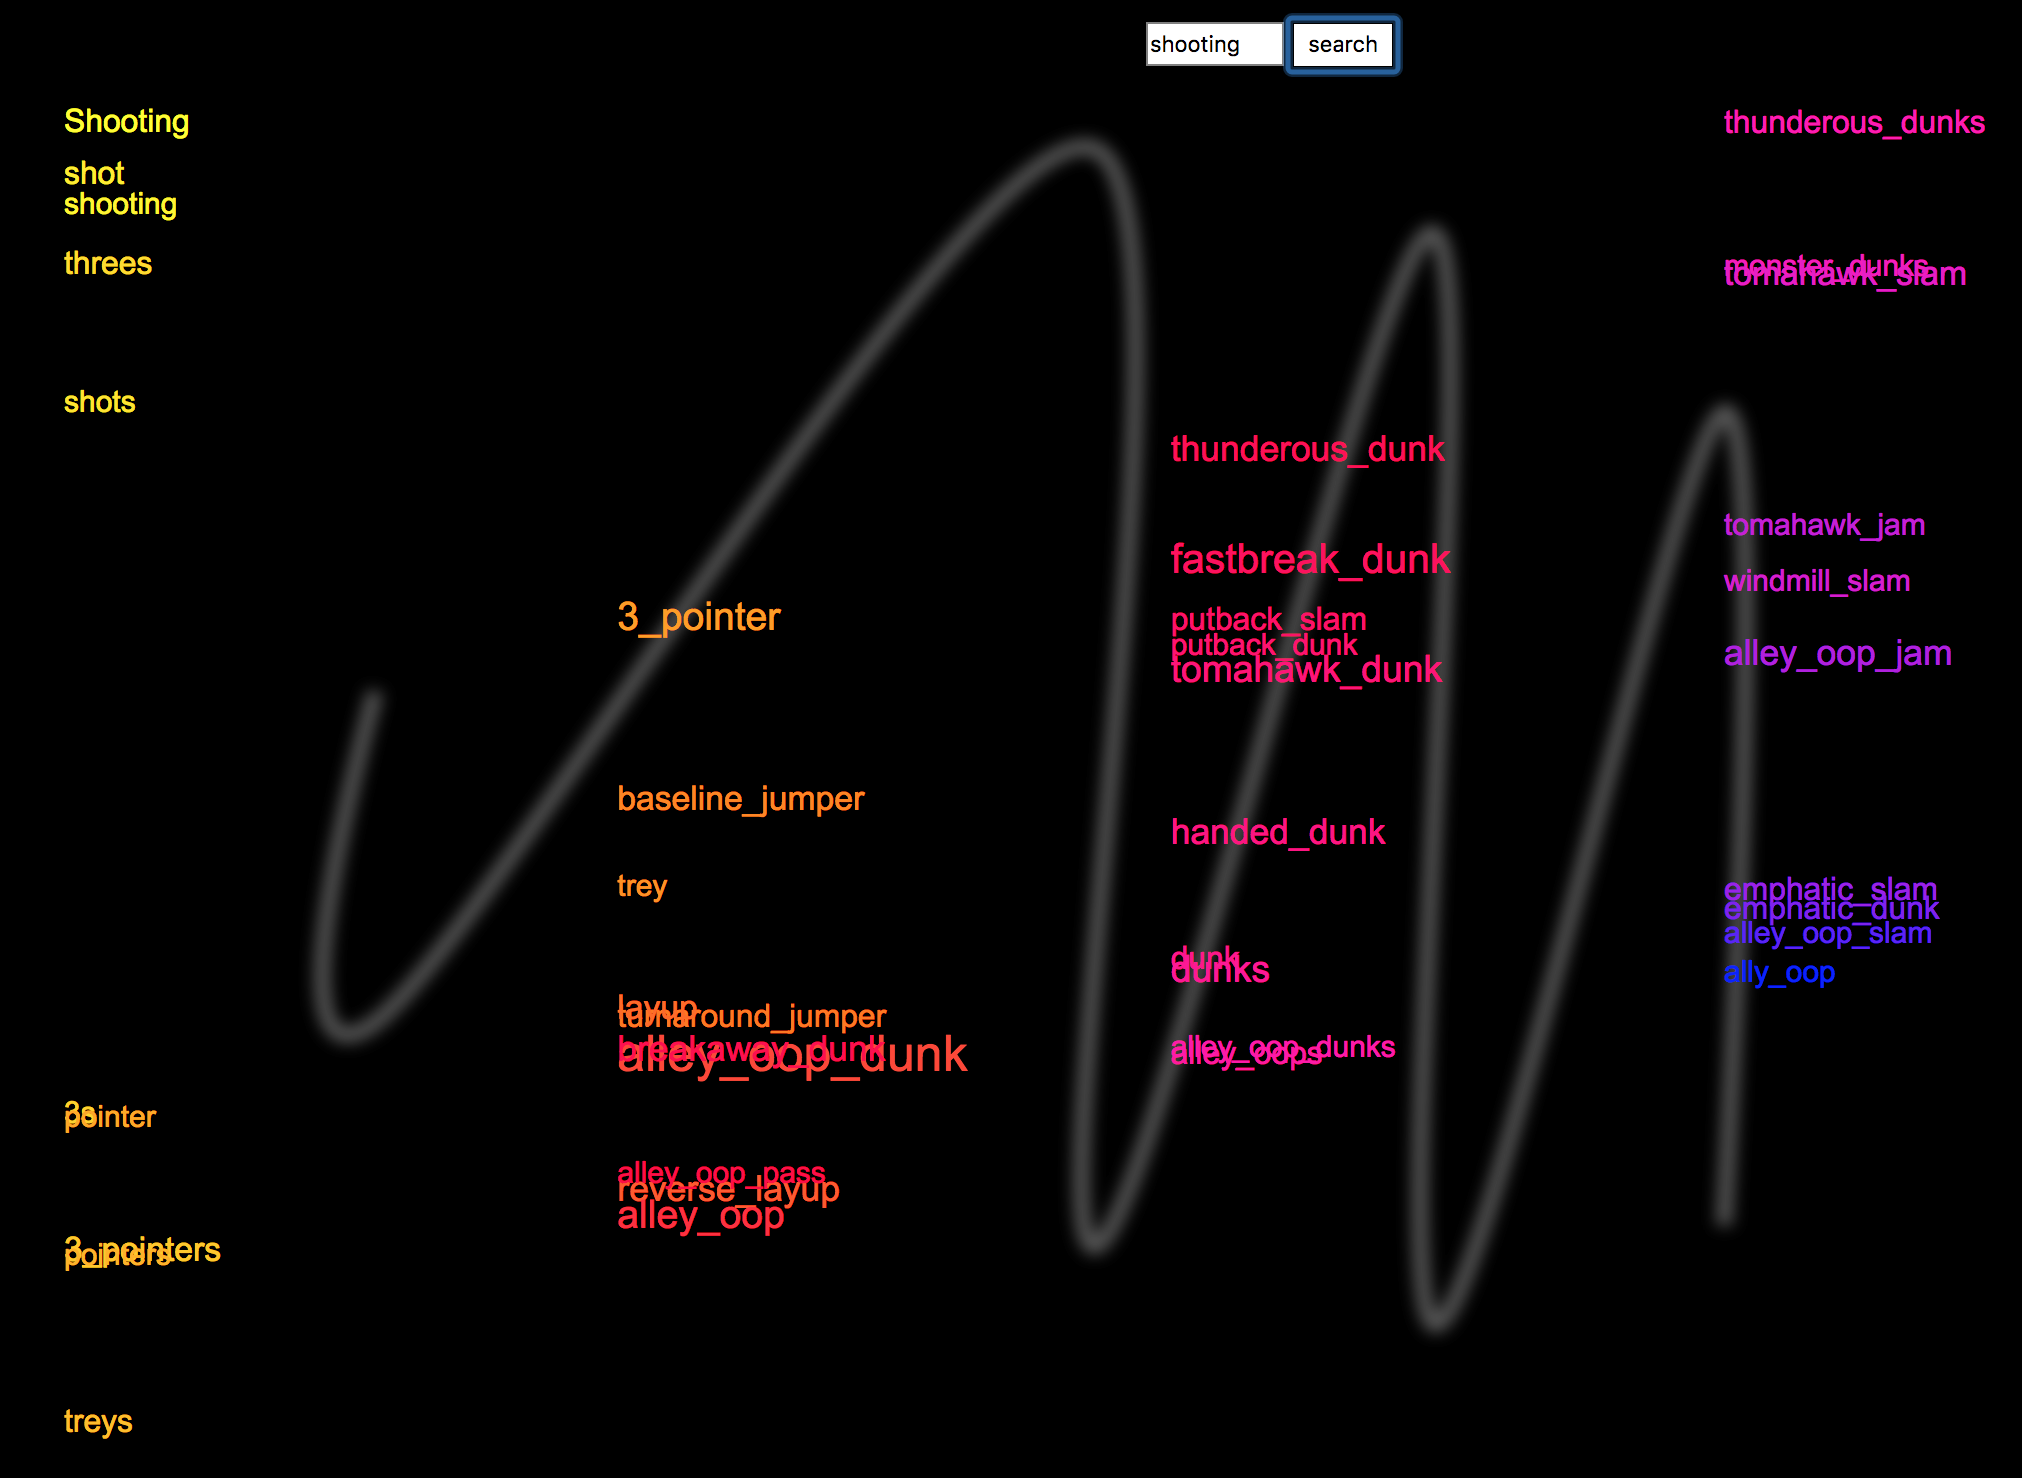 shooting search
Shooting
shot
shooting
threes
shots
3s
pointer
3_pointers
pointers
treys
3_pointer
baseline_jumper
trey
layup
turnaround_jumper
breakaway_dunk
alley_oop_dunk
alley_oop_pass
reverse_layup
alley_oop
thunderous_dunk
fastbreak_dunk
putback_slam
putback_dunk
tomahawk_dunk
handed_dunk
dunk
dunks
alley_oop_dunks
alley_oops
thunderous_dunks
monster_dunks
tomahawk_slam
tomahawk_jam
windmill_slam
alley_oop_jam
emphatic_slam
emphatic_dunk
alley_oop_slam
ally_oop